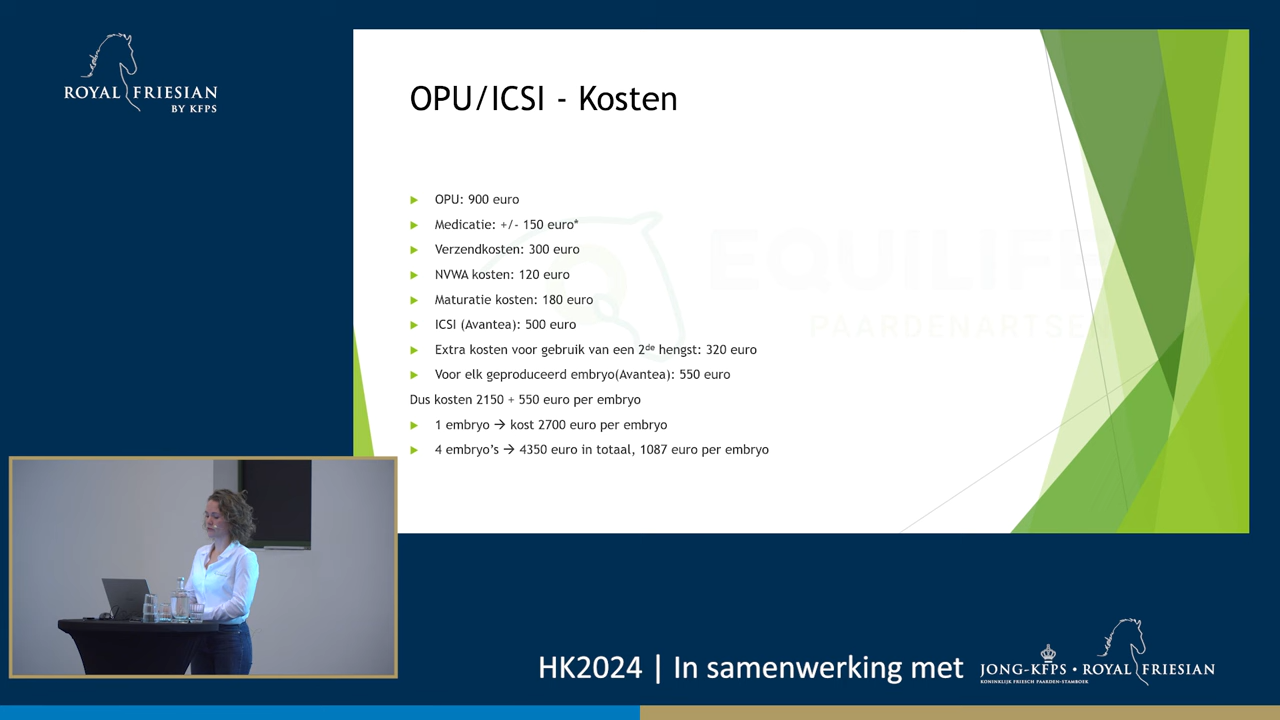 ROYAL FRIESIAN
BY KFPS
OPU/ICSI - Kosten
OPU: 900 euro
Medicatie: +/- 150 euro*
Verzendkosten: 300 euro
NVWA kosten: 120 euro
Maturatie kosten: 180 euro
ICSI (Avantea): 500 euro
Extra kosten voor gebruik van een 2de hengst: 320 euro
Voor elk geproduceerd embryo(Avantea): 550 euro
Dus kosten 2150 + 550 euro per embryo
1 embryo → kost 2700 euro per embryo
4 embryo's → 4350 euro in totaal, 1087 euro per embryo
EQUILIFE
PAARDENARTSE
HK2024 | In samenwerking met
JONG-KFPS • ROYAL FRIESIAN
KONINKLIJK FRIESCH PAARDEN-STAMBOEK